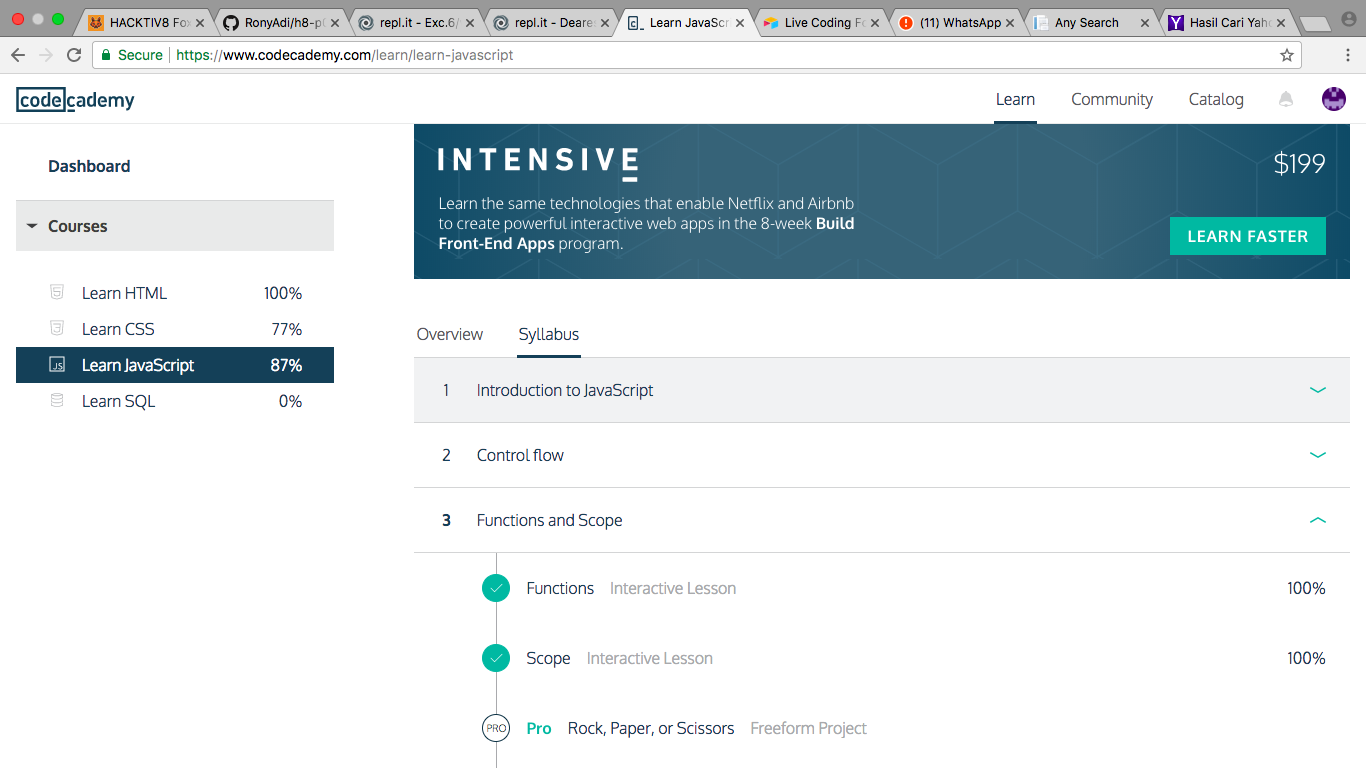 HACKTIV8 Fox
RonyAdi/h8-p
repl.it - Exc.6/
repl.it - Deares
Learn JavaScr
Live Coding Fo
(11) WhatsApp
Any Search
Hasil Cari Yaho
Secure https://www.codecademy.com/learn/learn-javascript
codecademy
Learn Community Catalog
Dashboard
Courses
Learn HTML 100%
Learn CSS 77%
JS Learn JavaScript 87%
Learn SQL 0%
INTENSIVE
$199
Learn the same technologies that enable Netflix and Airbnb
to create powerful interactive web apps in the 8-week Build
Front-End Apps program.
LEARN FASTER
Overview Syllabus
1 Introduction to JavaScript
2 Control flow
3 Functions and Scope
Functions Interactive Lesson 100%
Scope Interactive Lesson 100%
PRO Pro Rock, Paper, or Scissors Freeform Project